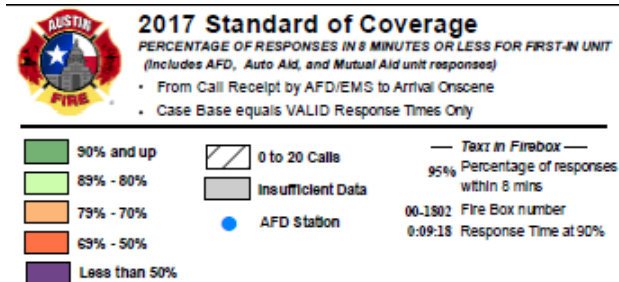 AUSTIN
FIRE
2017 Standard of Coverage
PERCENTAGE OF RESPONSES IN 8 MINUTES OR LESS FOR FIRST-IN UNIT
(Includes AFD, Auto Aid, and Mutual Aid unit responses)
• From Call Receipt by AFD/EMS to Arrival Onscene
• Case Base equals VALID Response Times Only
90% and up
89% - 80%
79% - 70%
69% - 50%
Less than 50%
0 to 20 Calls
Insufficient Data
AFD Station
Text in Firebox
95% Percentage of responses
within 8 mins
00-1802 Fire Box number
0:09:18 Response Time at 90%